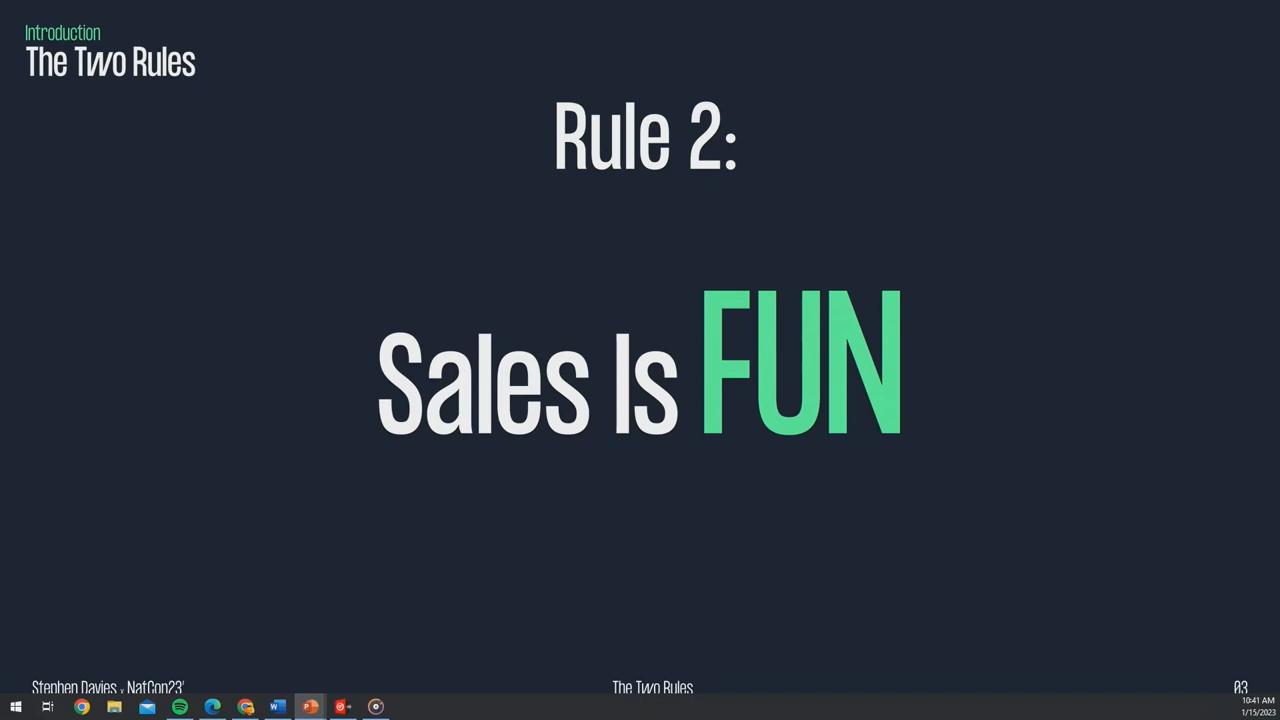 Introduction
The Two Rules
Rule 2:
Sales Is FUN
Stephen Davies x NatCon23'
The Two Rules
03
10:41 AM
1/15/2023